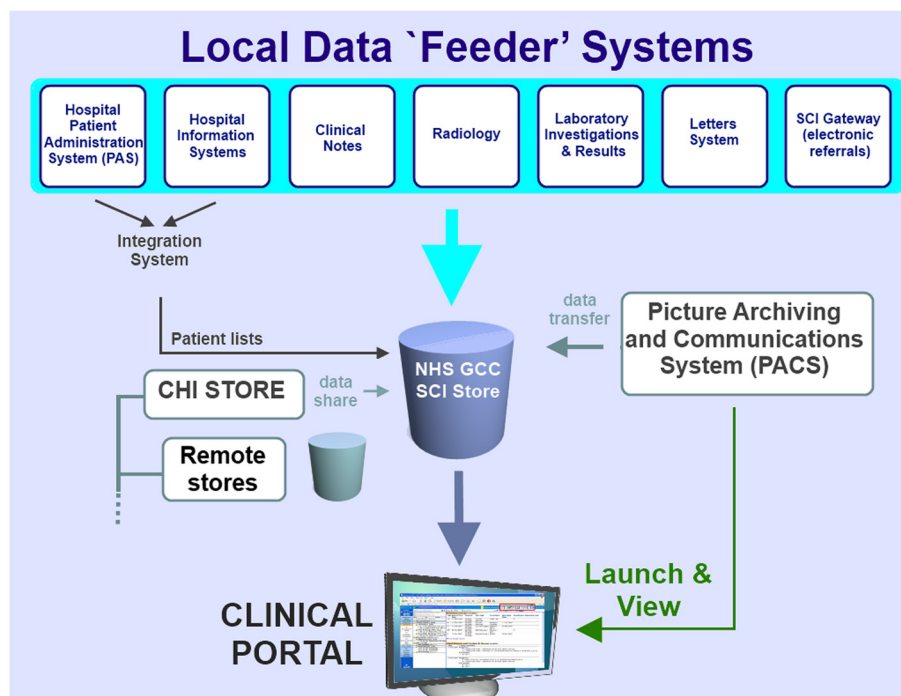 Local Data `Feeder’ Systems
Hospital
Patient
Administration
System (PAS)
Hospital
Information
Systems
Clinical
Notes
Radiology
Laboratory
Investigations
& Results
Letters
System
SCI Gateway
(electronic
referrals)
Integration
System
Patient lists
data
transfer
Picture Archiving
and Communications
System (PACS)
NHS GCC
SCI Store
CHI STORE
data
share
Remote
stores
Launch &
View
CLINICAL
PORTAL